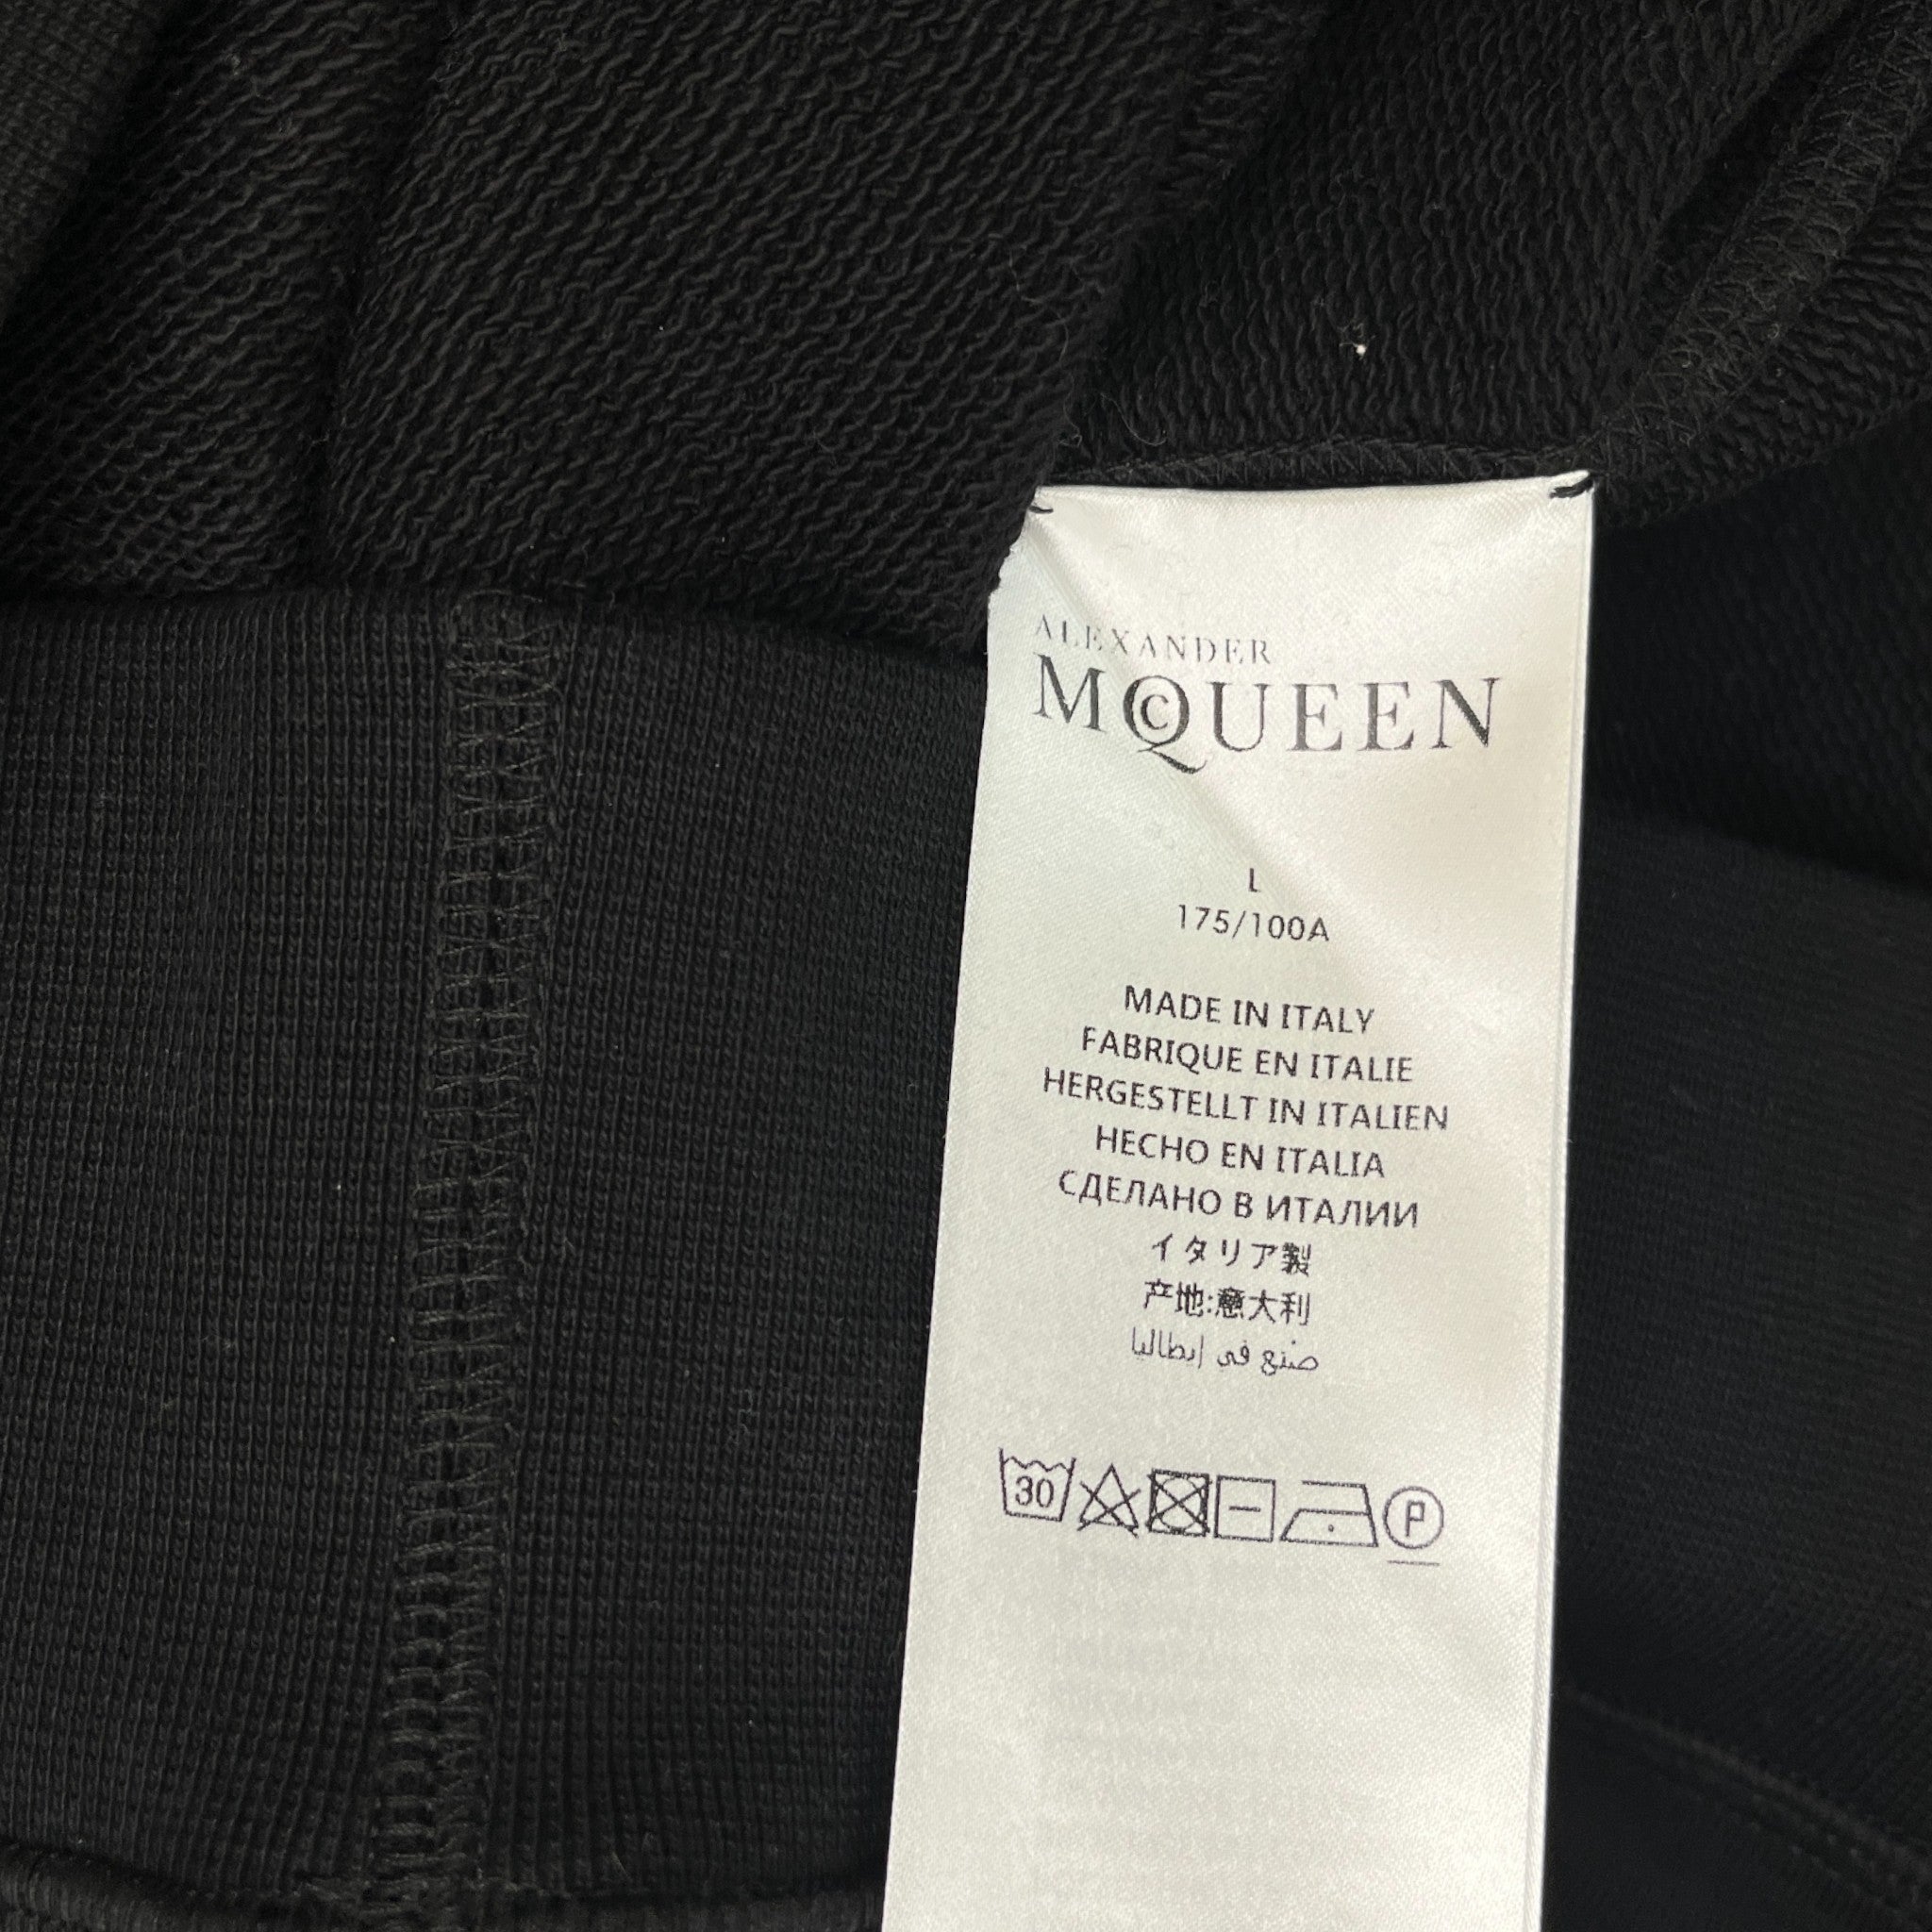 ALEXANDER
MCQUEEN
L
175/100A
MADE IN ITALY
FABRIQUE EN ITALIE
HERGESTELLT IN ITALIEN
HECHO EN ITALIA
СДЕЛАНО В ИТАЛИИ
イタリア製
产地:意大利
صنع في إيطاليا
30 P